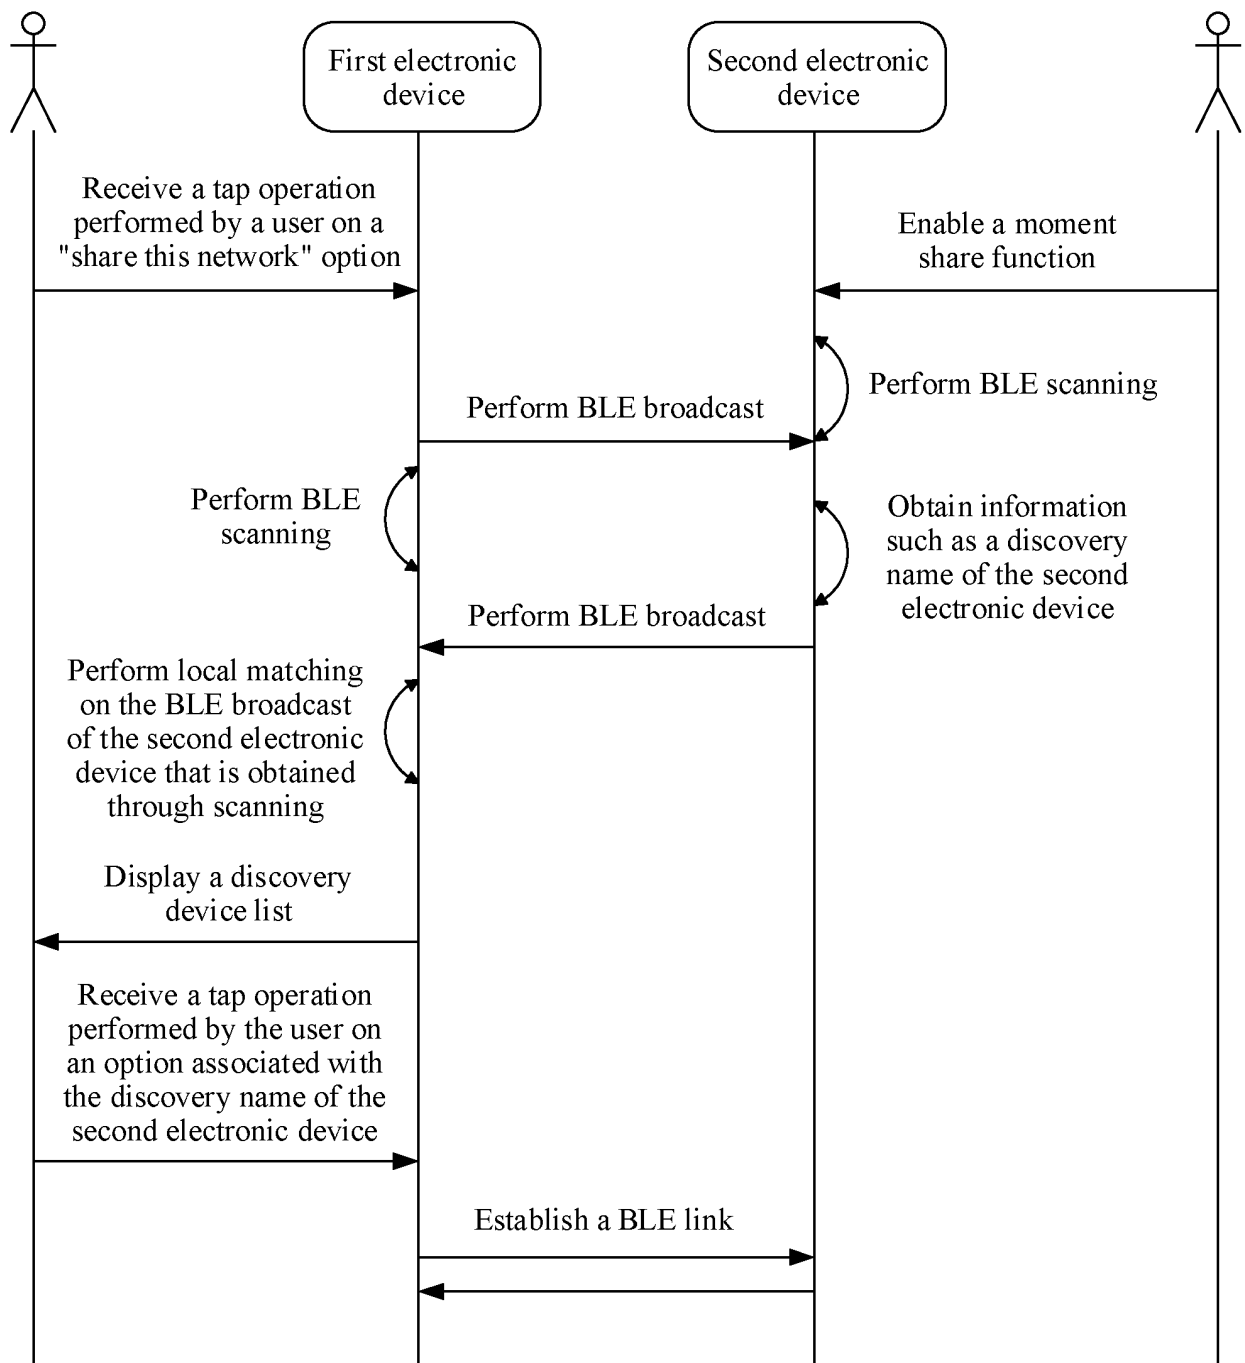 First electronic
device
Second electronic
device
Receive a tap operation
performed by a user on a
"share this network" option
Enable a moment
share function
Perform BLE scanning
Perform BLE broadcast
Perform BLE
scanning
Obtain information
such as a discovery
name of the second
electronic device
Perform BLE broadcast
Perform local matching
on the BLE broadcast
of the second electronic
device that is obtained
through scanning
Display a discovery
device list
Receive a tap operation
performed by the user on
an option associated with
the discovery name of the
second electronic device
Establish a BLE link